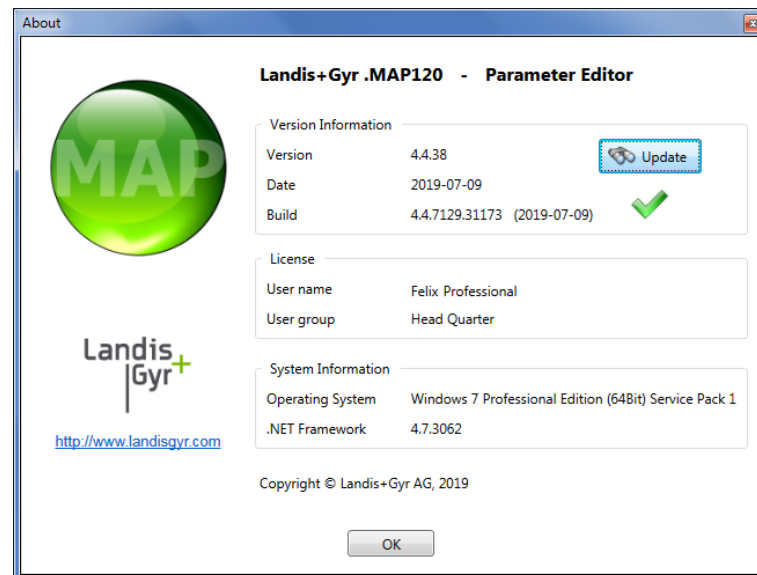 About
Landis+Gyr .MAP120 - Parameter Editor
MAP
Version Information
Version 4.4.38 Update
Date 2019-07-09
Build 4.4.7129.31173 (2019-07-09)
License
User name Felix Professional
User group Head Quarter
Landis+
Gyr
System Information
Operating System Windows 7 Professional Edition (64Bit) Service Pack 1
.NET Framework 4.7.3062
http://www.landisgyr.com
Copyright © Landis+Gyr AG, 2019
OK